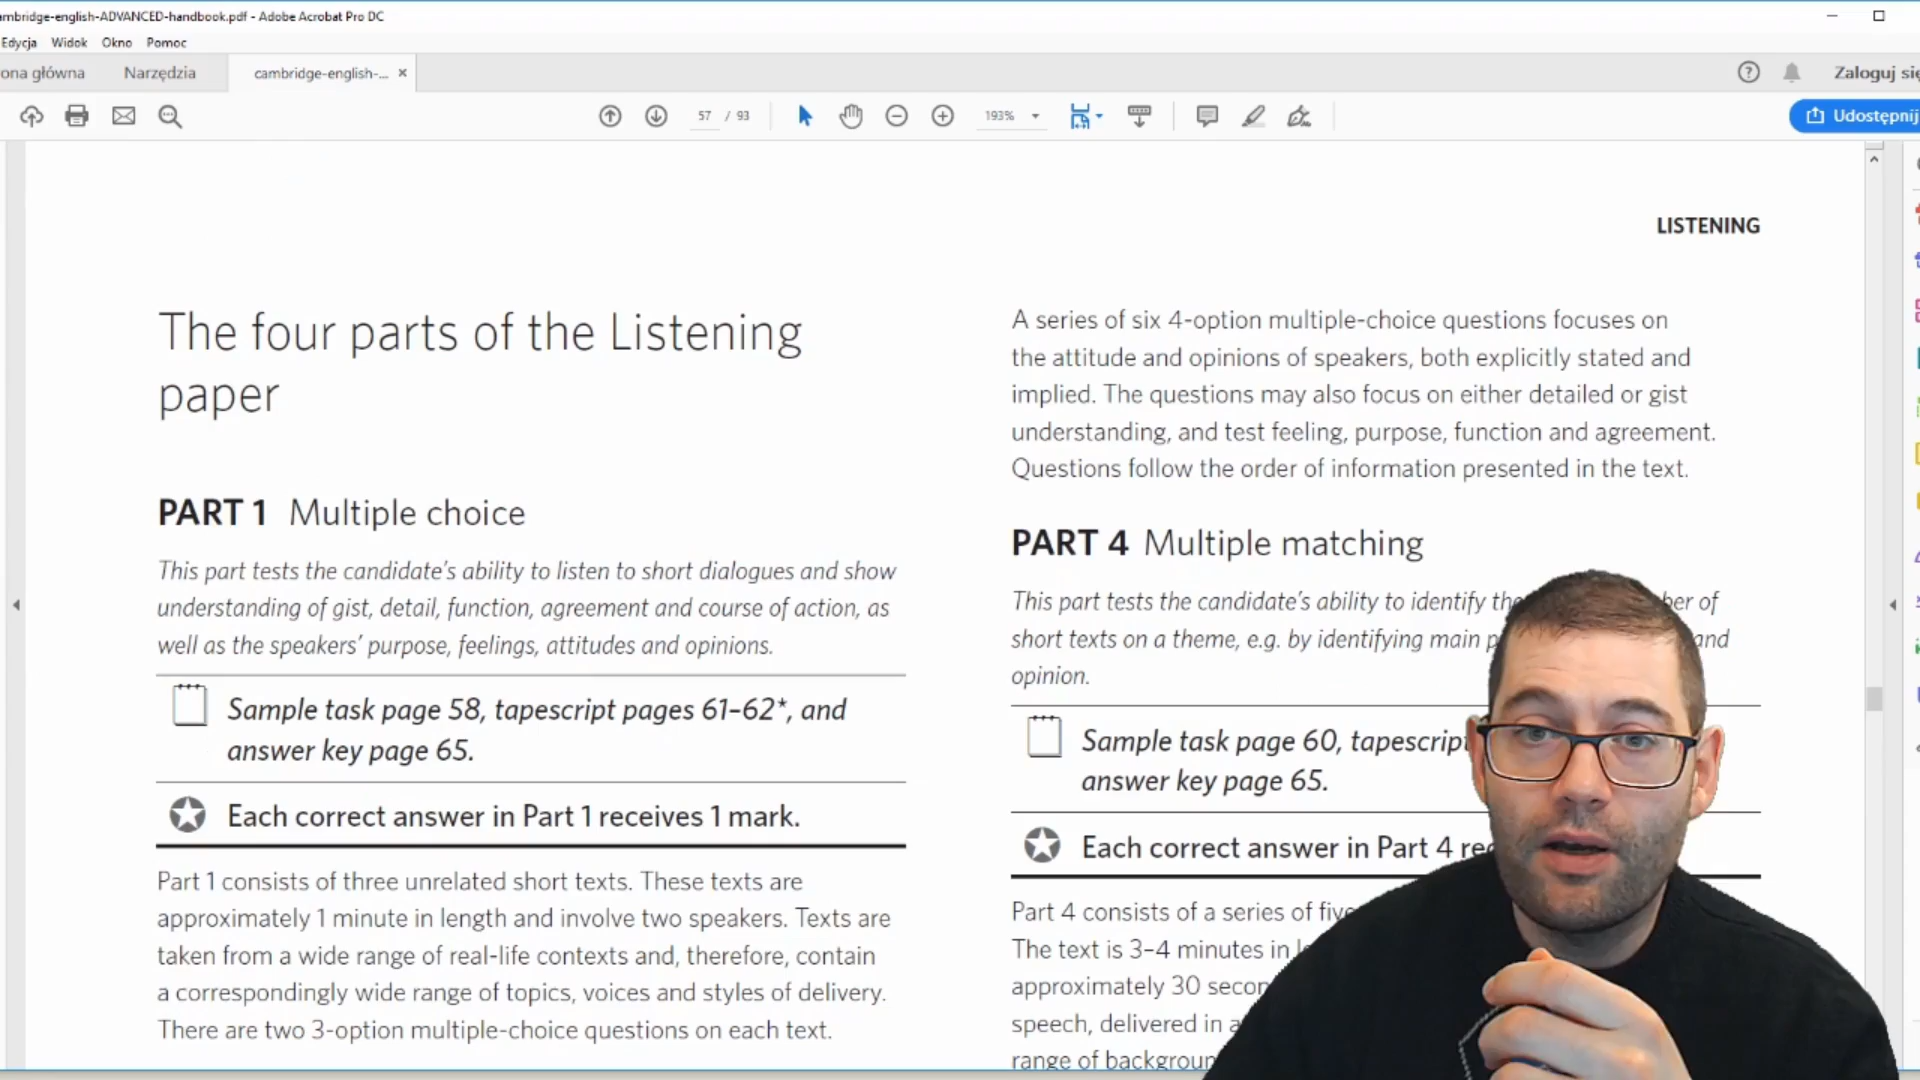 ambridge-english-ADVANCED-handbook.pdf - Adobe Acrobat Pro DC
Edycja Widok Okno Pomoc
ona główna Narzędzia cambridge-english-...
57 / 93 193% Udostępnij
Zaloguj się
LISTENING
The four parts of the Listening
paper
PART 1 Multiple choice
This part tests the candidate's ability to listen to short dialogues and show
understanding of gist, detail, function, agreement and course of action, as
well as the speakers' purpose, feelings, attitudes and opinions.
Sample task page 58, tapescript pages 61–62*, and
answer key page 65.
Each correct answer in Part 1 receives 1 mark.
Part 1 consists of three unrelated short texts. These texts are
approximately 1 minute in length and involve two speakers. Texts are
taken from a wide range of real-life contexts and, therefore, contain
a correspondingly wide range of topics, voices and styles of delivery.
There are two 3-option multiple-choice questions on each text.
A series of six 4-option multiple-choice questions focuses on
the attitude and opinions of speakers, both explicitly stated and
implied. The questions may also focus on either detailed or gist
understanding, and test feeling, purpose, function and agreement.
Questions follow the order of information presented in the text.
PART 4 Multiple matching
This part tests the candidate's ability to identify the ber of
short texts on a theme, e.g. by identifying main p and
opinion.
Sample task page 60, tapescript
answer key page 65.
Each correct answer in Part 4 rec
Part 4 consists of a series of five
The text is 3–4 minutes in l
approximately 30 secon
speech, delivered in a
range of backgroun